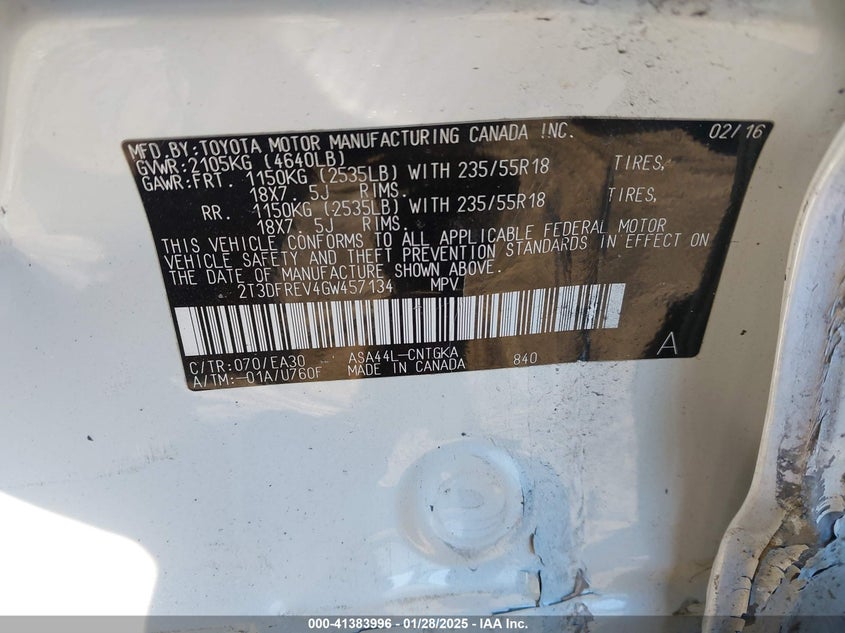 MFD.BY:TOYOTA MOTOR MANUFACTURING CANADA INC. 02/16
GVWR:2105KG (4640LB)
GAWR:FRT. 1150KG (2535LB) WITH 235/55R18 TIRES,
18X7. 5J RIMS.
RR. 1150KG (2535LB) WITH 235/55R18 TIRES,
18X7 5J RIMS.
THIS VEHICLE CONFORMS TO ALL APPLICABLE FEDERAL MOTOR
VEHICLE SAFETY AND THEFT PREVENTION STANDARDS IN EFFECT ON
THE DATE OF MANUFACTURE SHOWN ABOVE.
2T3DFREV4GW457134 MPV
C/TR:070/EA30 ASA44L-CNTGKA 840 A
A/TM:-01A/U760F MADE IN CANADA
000-41383996 - 01/28/2025 - IAA Inc.